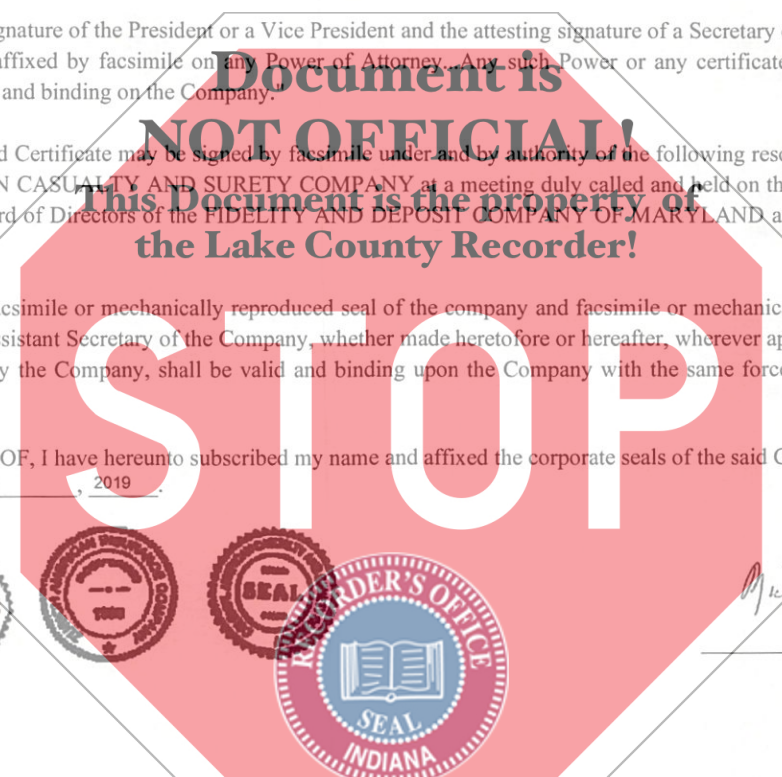 gnature of the President or a Vice President and the attesting signature of a Secretary
affixed by facsimile on any Power of Attorney...Any such Power or any certificate
and binding on the Company."
Document is
NOT OFFICIAL!
This Document is the property of
the Lake County Recorder!
d Certificate may be signed by facsimile under and by authority of the following reso
N CASUALTY AND SURETY COMPANY at a meeting duly called and held on th
rd of Directors of the FIDELITY AND DEPOSIT COMPANY OF MARYLAND a
acsimile or mechanically reproduced seal of the company and facsimile or mechanic
ssistant Secretary of the Company, whether made heretofore or hereafter, wherever ap
y the Company, shall be valid and binding upon the Company with the same force
STOP
OF, I have hereunto subscribed my name and affixed the corporate seals of the said C
, 2019.
SEAL
RECORDER'S OFFICE
SEAL
INDIANA